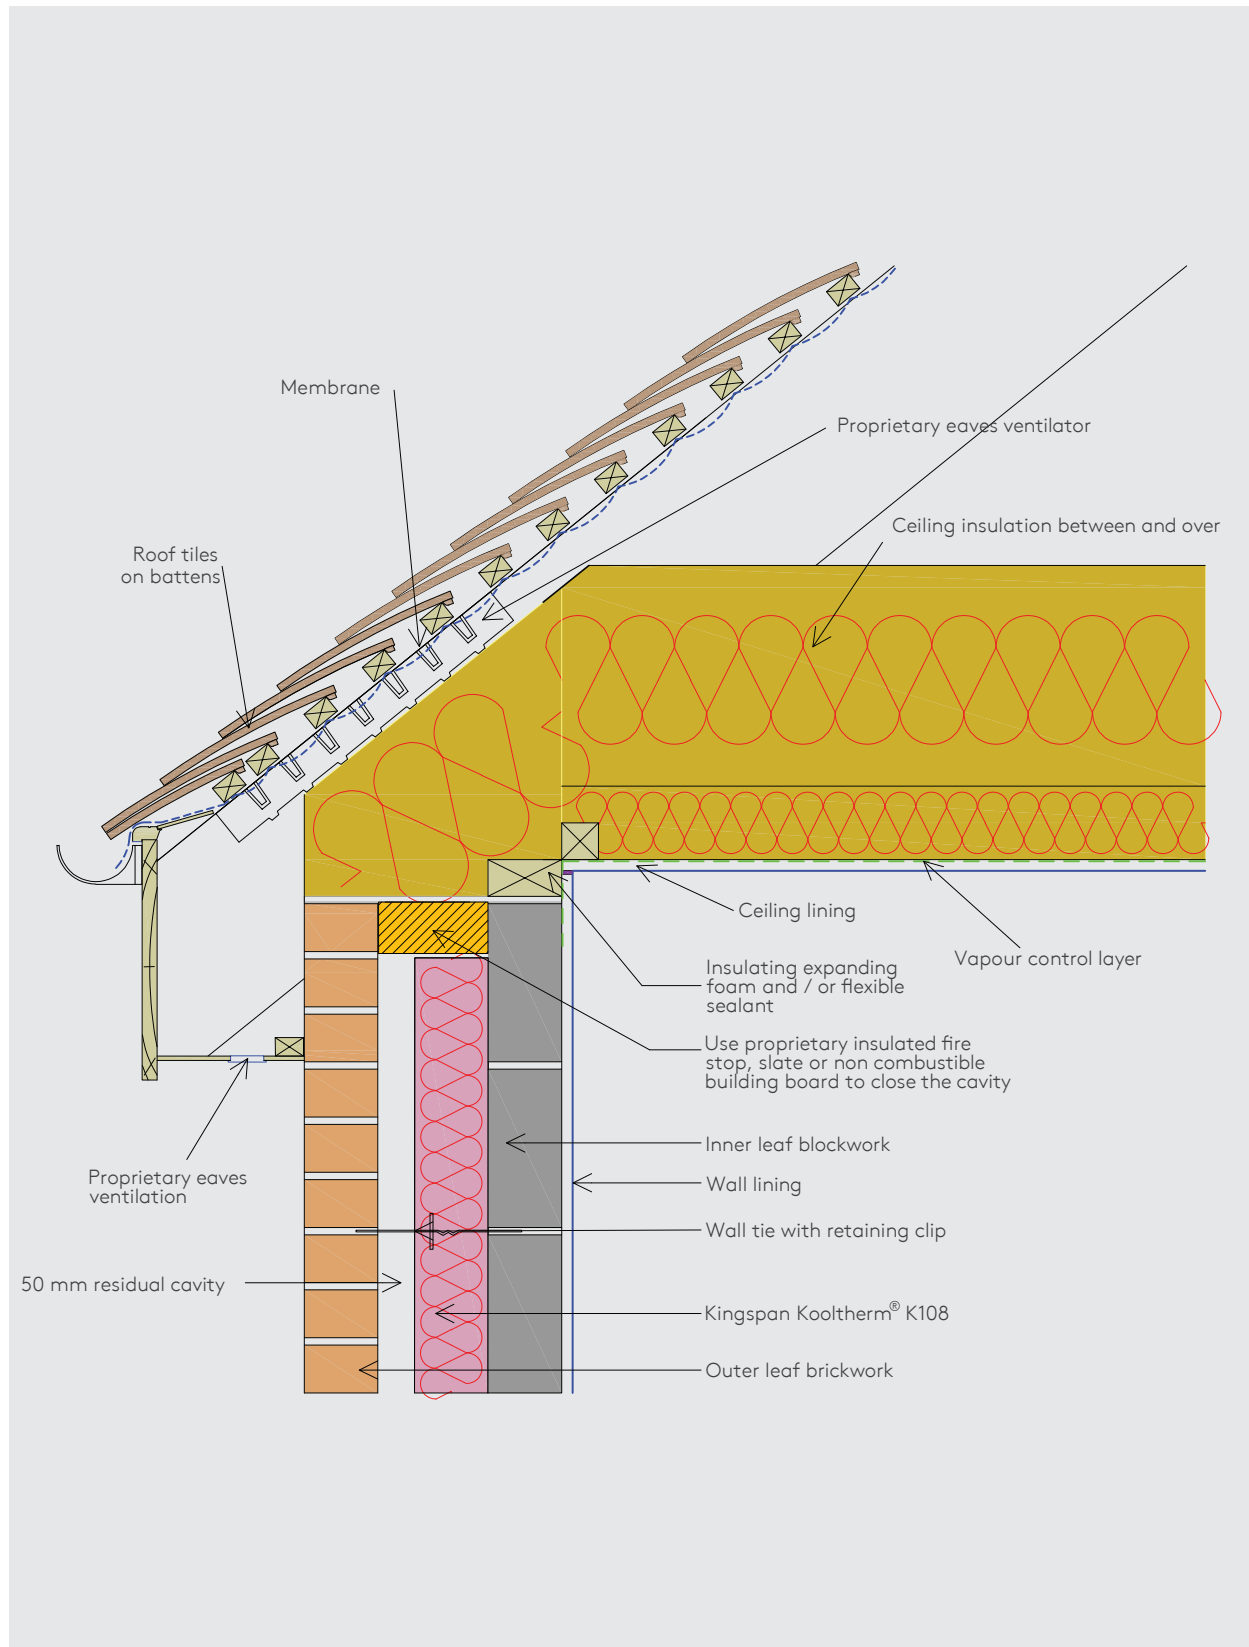 Membrane
Proprietary eaves ventilator
Ceiling insulation between and over
Roof tiles
on battens
Ceiling lining
Vapour control layer
Insulating expanding
foam and / or flexible
sealant
Use proprietary insulated fire
stop, slate or non combustible
building board to close the cavity
Inner leaf blockwork
Proprietary eaves
ventilation
Wall lining
Wall tie with retaining clip
50 mm residual cavity
Kingspan Kooltherm® K108
Outer leaf brickwork